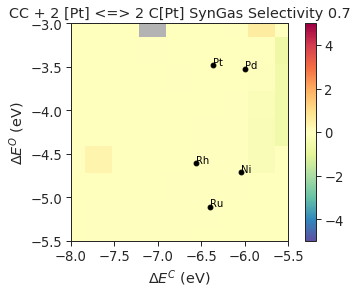 CC + 2 [Pt] <=> 2 C[Pt] SynGas Selectivity 0.7
−3.0
−3.5
−4.0
−4.5
−5.0
−5.5
ΔE^O (eV)
Pt
Pd
Rh
Ni
Ru
−8.0 −7.5 −7.0 −6.5 −6.0 −5.5
ΔE^C (eV)
4
2
0
−2
−4